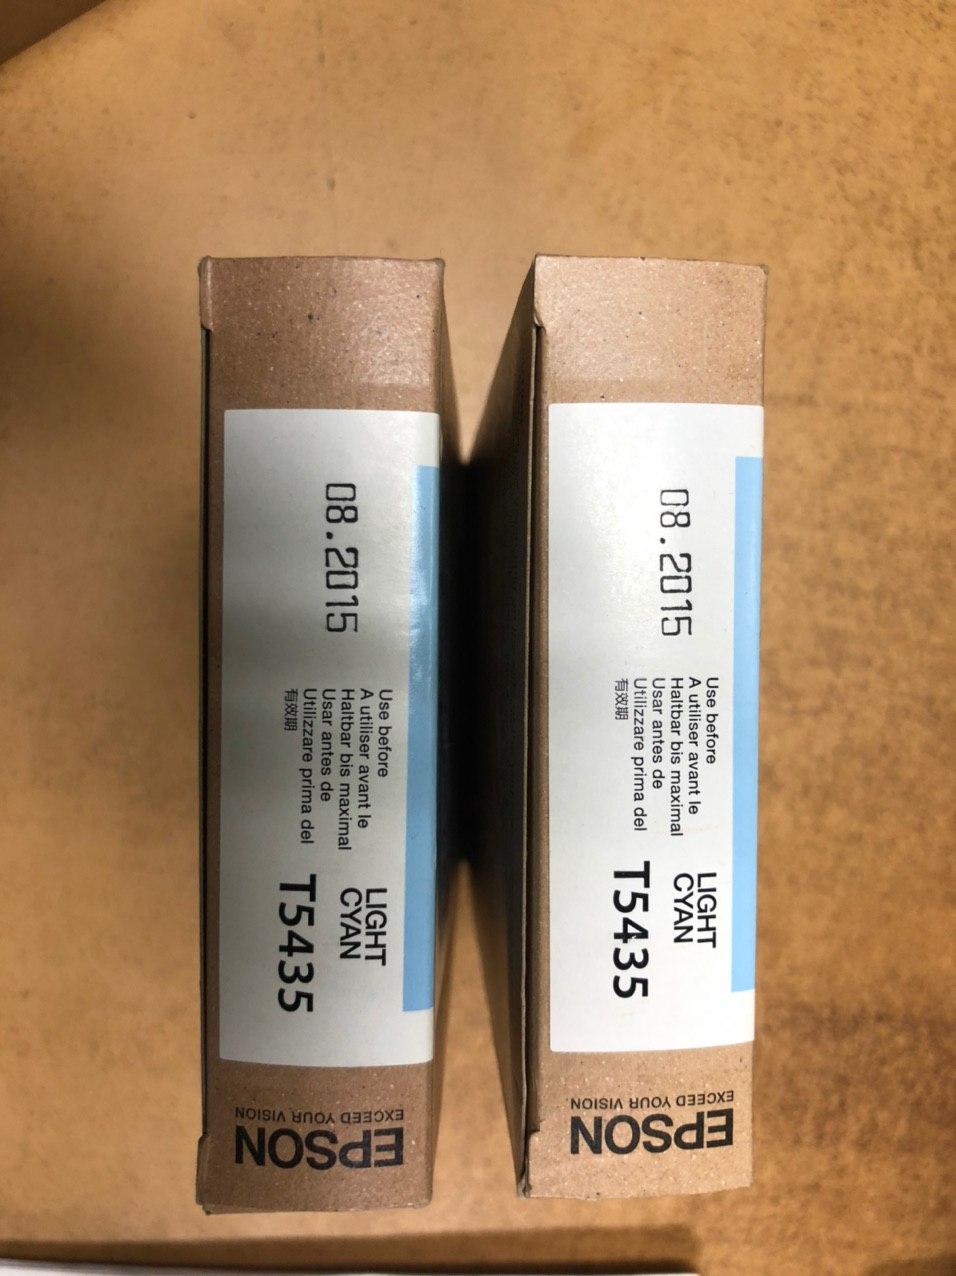 08.2015
Use before
A utiliser avant le
Haltbar bis maximal
Usar antes de
Utilizzare prima del
有效期
LIGHT
CYAN
T5435
EPSON
EXCEED YOUR VISION
08.2015
Use before
A utiliser avant le
Haltbar bis maximal
Usar antes de
Utilizzare prima del
有效期
LIGHT
CYAN
T5435
EPSON
EXCEED YOUR VISION